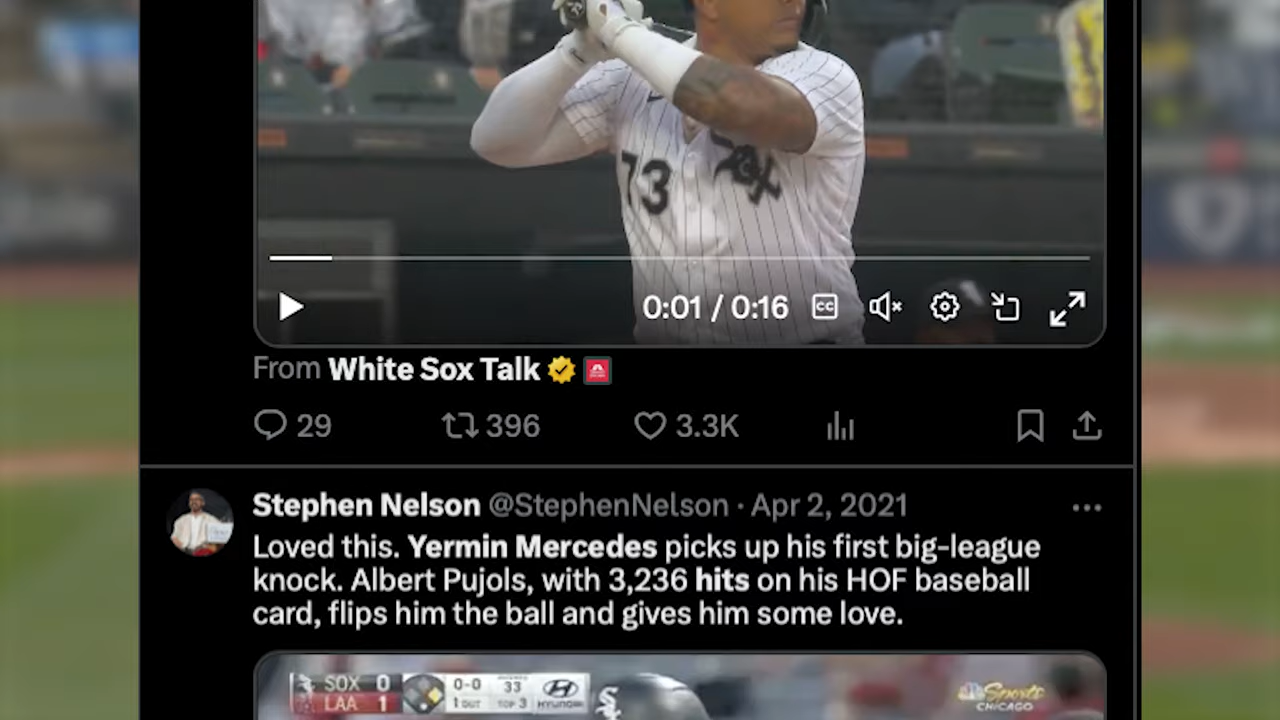 Sox
73
0:01 / 0:16
CC
From White Sox Talk
29
396
3.3K
Stephen Nelson @StephenNelson · Apr 2, 2021
Loved this. Yermin Mercedes picks up his first big-league
knock. Albert Pujols, with 3,236 hits on his HOF baseball
card, flips him the ball and gives him some love.
SOX 0
LAA 1
0-0
1 OUT
33
TOP 3
HYUNDAI
Sports
CHICAGO